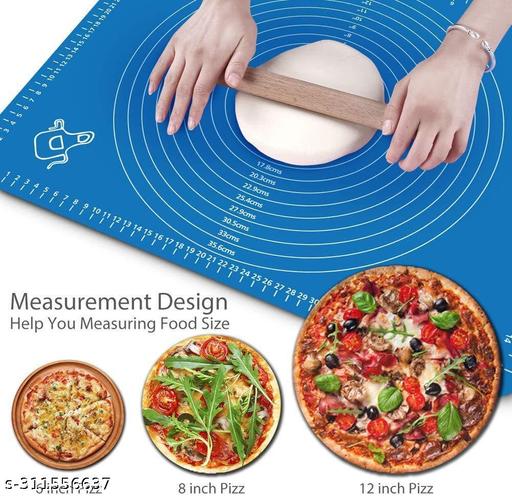 17.8cms
20.3cms
22.9cms
25.4cms
27.9cms
30.5cms
33cms
35.6cms
1 2 3 4 5 6 7 8 9 10 11 12 13 14 15 16 17 18 19 20 21 22 23 24 25 26 27 28 29 30
Measurement Design
Help You Measuring Food Size
s-311556637
inch Pizz
8 inch Pizz
12 inch Pizz